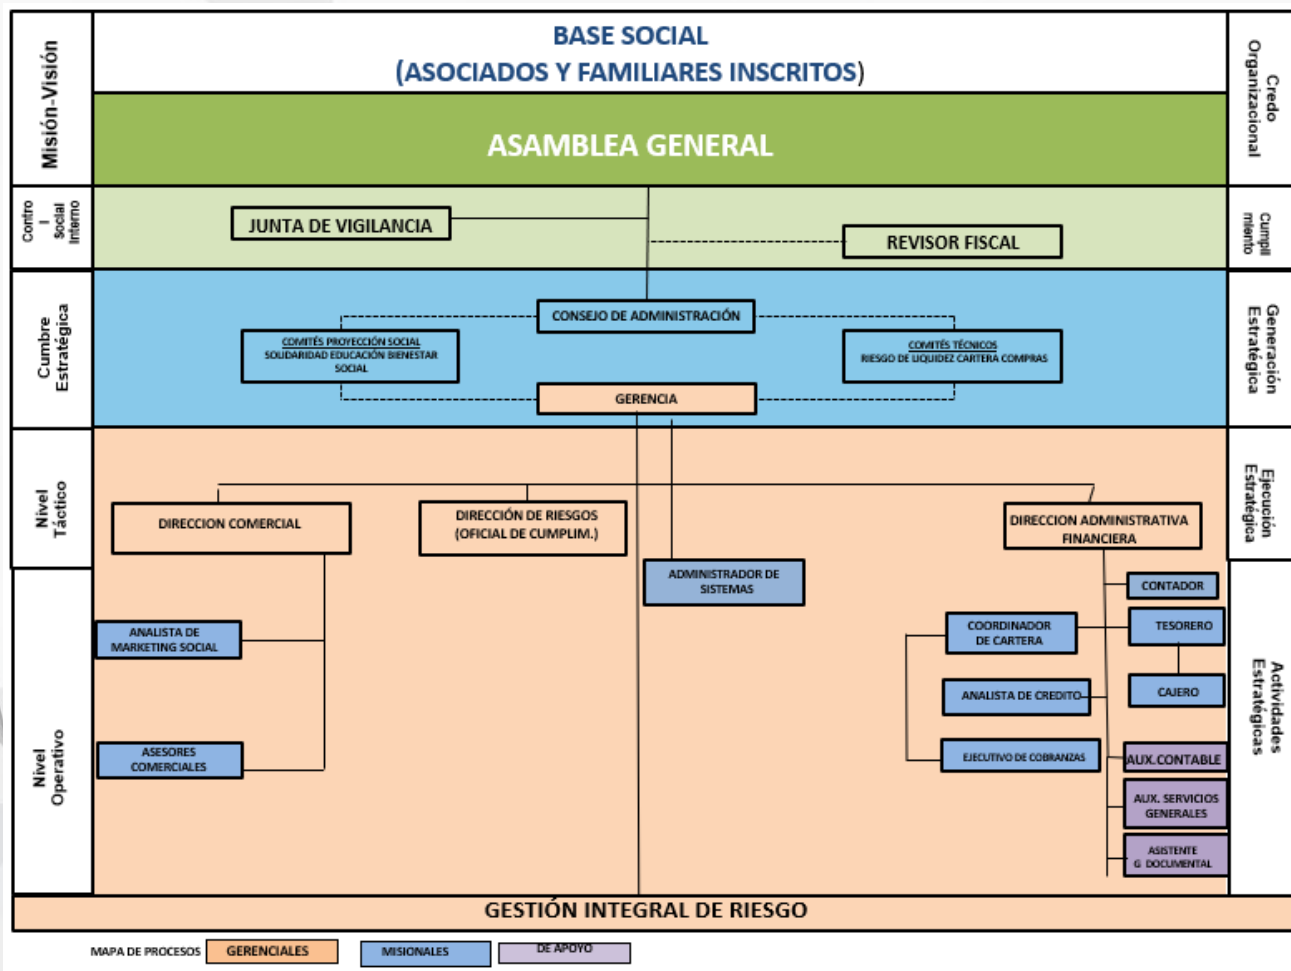 BASE SOCIAL
(ASOCIADOS Y FAMILIARES INSCRITOS)
Misión-Visión
Credo
Organizacional
ASAMBLEA GENERAL
Contro
l
Social
Interno
JUNTA DE VIGILANCIA
REVISOR FISCAL
Cumpli
miento
Cumbre
Estratégica
CONSEJO DE ADMINISTRACIÓN
COMITÉS PROYECCIÓN SOCIAL
SOLIDARIDAD EDUCACIÓN BIENESTAR
SOCIAL
COMITÉS TÉCNICOS
RIESGO DE LIQUIDEZ CARTERA COMPRAS
GERENCIA
Generación
Estratégica
Nivel
Táctico
DIRECCION COMERCIAL
DIRECCIÓN DE RIESGOS
(OFICIAL DE CUMPLIM.)
DIRECCION ADMINISTRATIVA
FINANCIERA
Ejecución
Estratégica
ADMINISTRADOR DE
SISTEMAS
CONTADOR
Nivel
Operativo
ANALISTA DE
MARKETING SOCIAL
COORDINADOR
DE CARTERA
TESORERO
ANALISTA DE CREDITO
CAJERO
ASESORES
COMERCIALES
EJECUTIVO DE COBRANZAS
AUX.CONTABLE
AUX. SERVICIOS
GENERALES
ASISTENTE
G DOCUMENTAL
Actividades
Estratégicas
GESTIÓN INTEGRAL DE RIESGO
MAPA DE PROCESOS
GERENCIALES
MISIONALES
DE APOYO